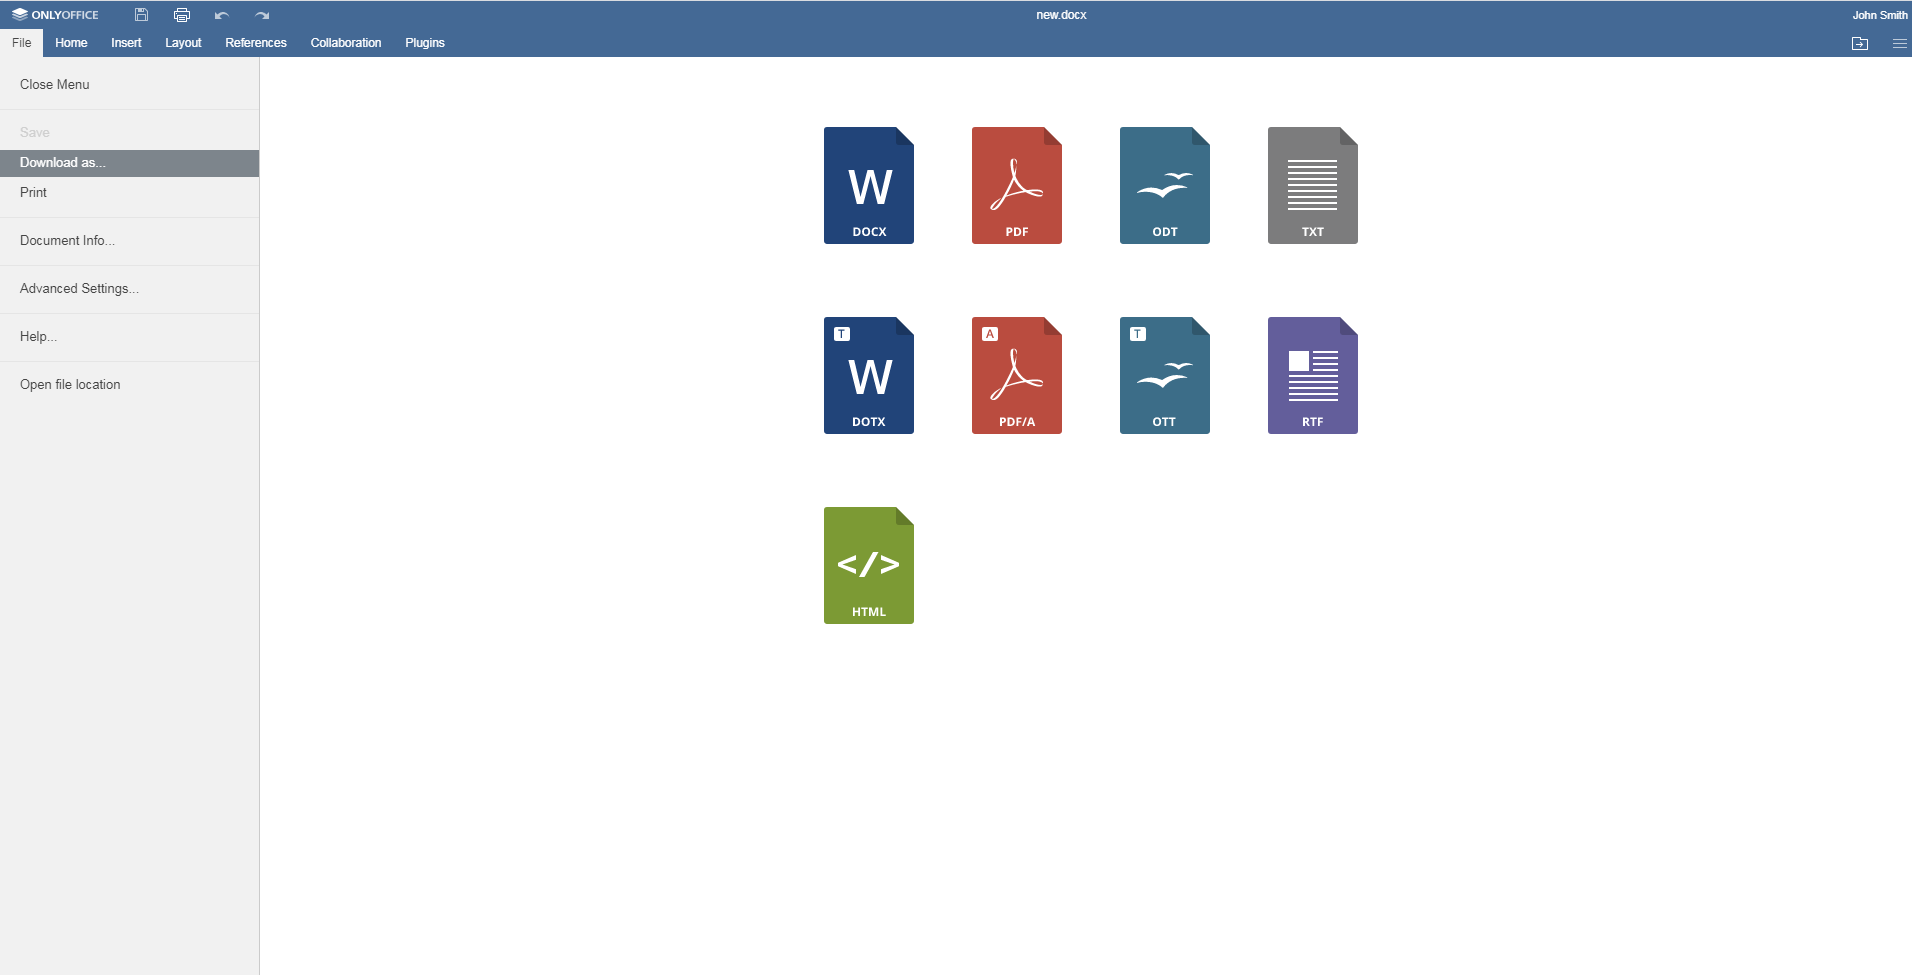 ONLYOFFICE new.docx John Smith
File Home Insert Layout References Collaboration Plugins
Close Menu
Save
Download as...
Print
Document Info...
Advanced Settings...
Help...
Open file location
W W
DOCX PDF ODT TXT
T A T
W
DOTX PDF/A OTT RTF
</>
HTML